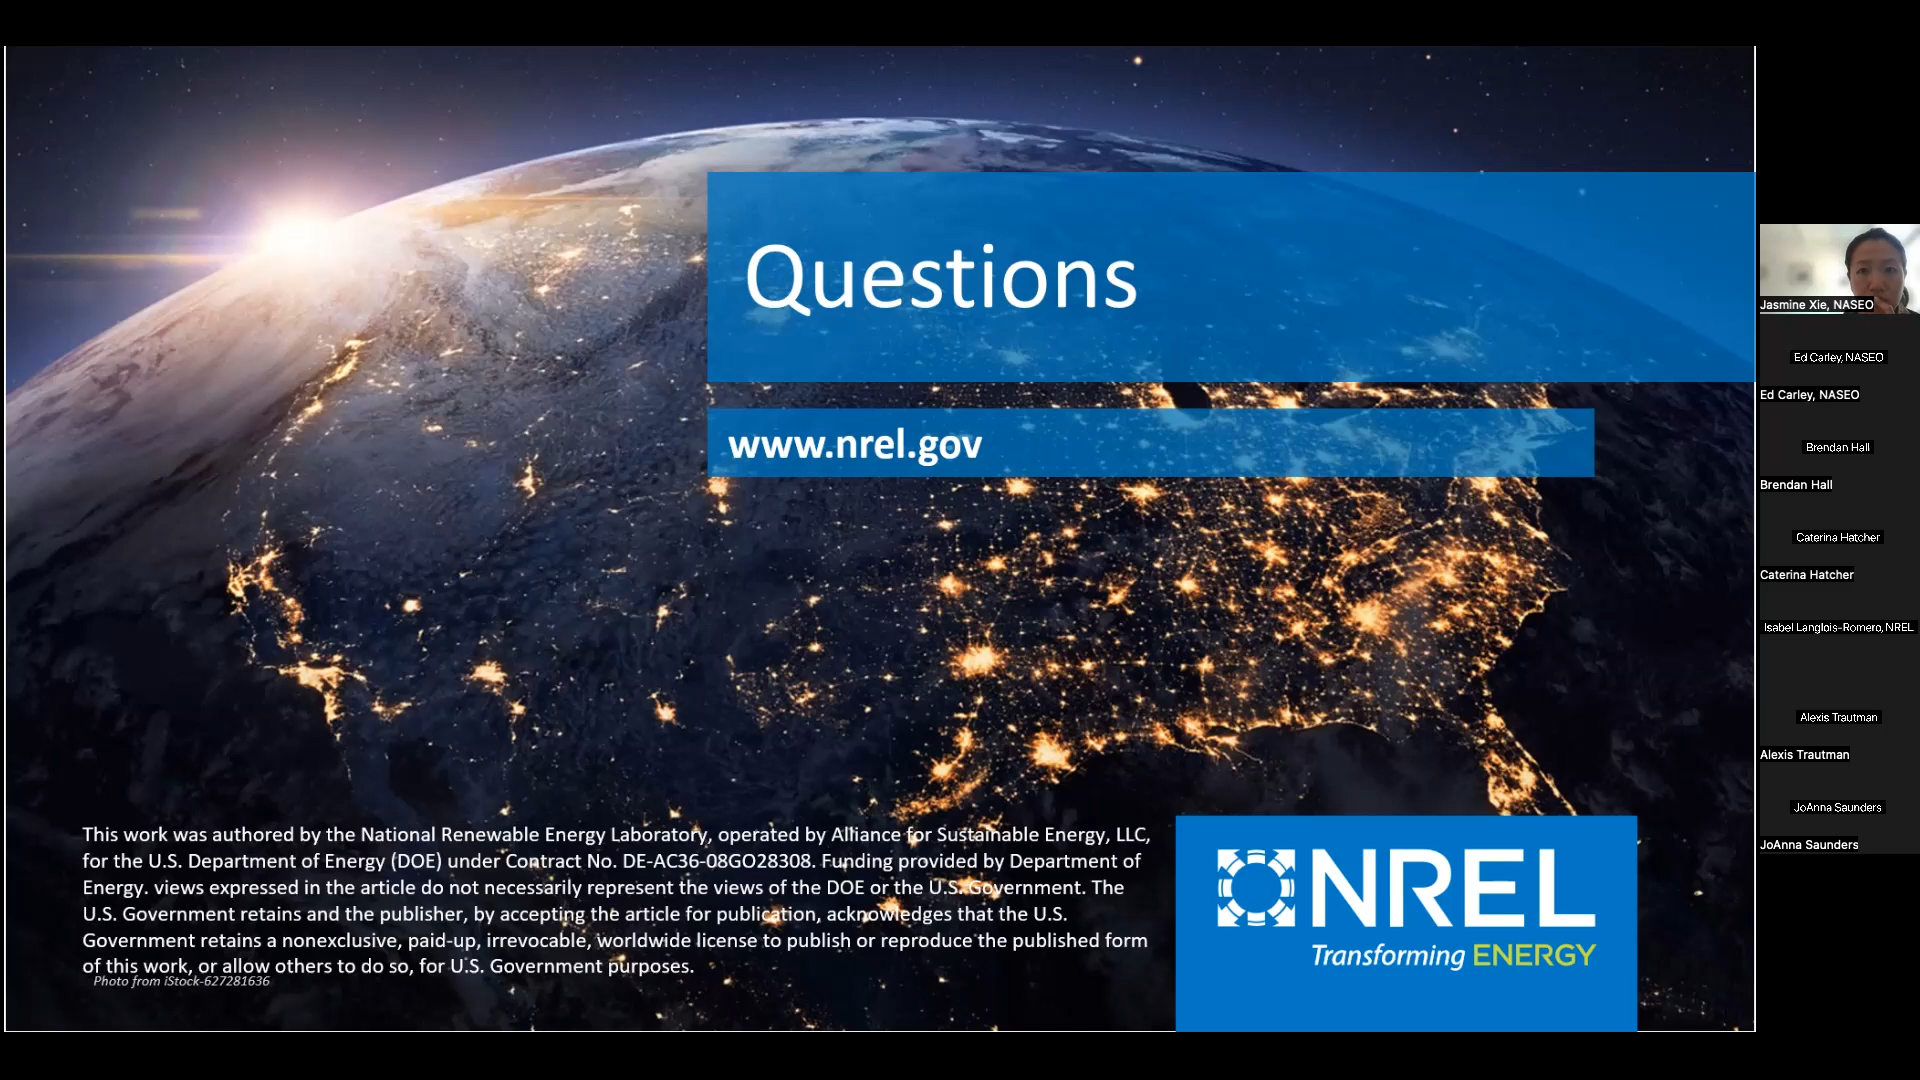 Questions
www.nrel.gov
This work was authored by the National Renewable Energy Laboratory, operated by Alliance for Sustainable Energy, LLC,
for the U.S. Department of Energy (DOE) under Contract No. DE-AC36-08GO28308. Funding provided by Department of
Energy. views expressed in the article do not necessarily represent the views of the DOE or the U.S. Government. The
U.S. Government retains and the publisher, by accepting the article for publication, acknowledges that the U.S.
Government retains a nonexclusive, paid-up, irrevocable, worldwide license to publish or reproduce the published form
of this work, or allow others to do so, for U.S. Government purposes.
Photo from iStock-627281636
NREL
Transforming ENERGY
Jasmine Xie, NASEO
Ed Carley, NASEO
Ed Carley, NASEO
Brendan Hall
Brendan Hall
Caterina Hatcher
Caterina Hatcher
Isabel Langlois-Romero, NREL
Alexis Trautman
Alexis Trautman
JoAnna Saunders
JoAnna Saunders